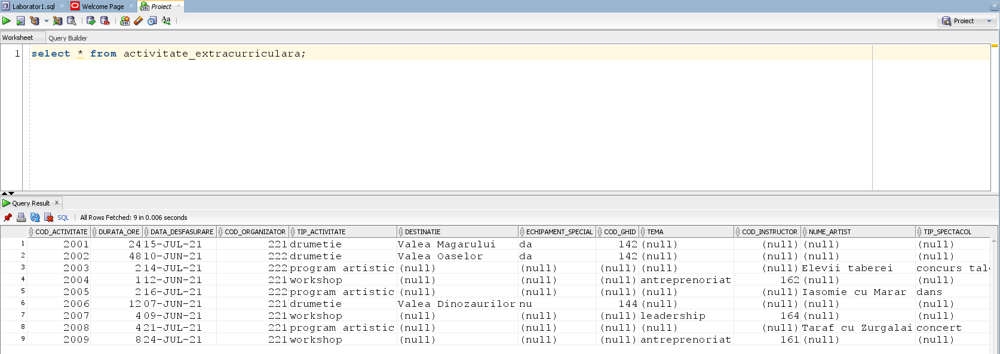 Laborator1.sql Welcome Page Project
Project
Worksheet Query Builder
1 select * from activitate_extracurriculara;
Query Result
SQL All Rows Fetched: 9 in 0.006 seconds
COD_ACTIVITATE DURATA_ORE DATA_DESFASURARE COD_ORGANIZATOR TIP_ACTIVITATE DESTINATIE ECHIPAMENT_SPECIAL COD_GHID TEMA COD_INSTRUCTOR NUME_ARTIST TIP_SPECTACOL
1 2001 24 15-JUL-21 221 drumetie Valea Magarului da 142 (null) (null) (null) (null)
2 2002 48 10-JUN-21 222 drumetie Valea Oaselor da 142 (null) (null) (null) (null)
3 2003 2 14-JUL-21 222 program artistic (null) (null) (null) (null) (null) Elevii taberei concurs tal
4 2004 1 12-JUN-21 221 workshop (null) (null) (null) antreprenoriat 162 (null) (null)
5 2005 2 16-JUL-21 222 program artistic (null) (null) (null) (null) (null) Iasomie cu Marar dans
6 2006 12 07-JUN-21 221 drumetie Valea Dinozaurilor nu 144 (null) (null) (null) (null)
7 2007 4 09-JUN-21 221 workshop (null) (null) (null) leadership 164 (null) (null)
8 2008 4 21-JUL-21 221 program artistic (null) (null) (null) (null) (null) Taraf cu Zurgalai concert
9 2009 8 24-JUL-21 221 workshop (null) (null) (null) antreprenoriat 161 (null) (null)